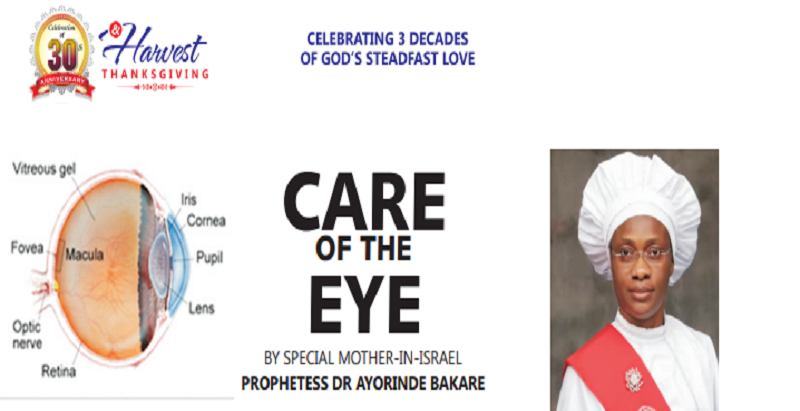 Celebration
of
30th
ANNIVERSARY
& Harvest
THANKSGIVING
CELEBRATING 3 DECADES
OF GOD'S STEADFAST LOVE
Vitreous gel
Iris
Cornea
Fovea
Macula
Pupil
Lens
Optic
nerve
Retina
CARE
OF THE
EYE
BY SPECIAL MOTHER-IN-ISRAEL
PROPHETESS DR AYORINDE BAKARE